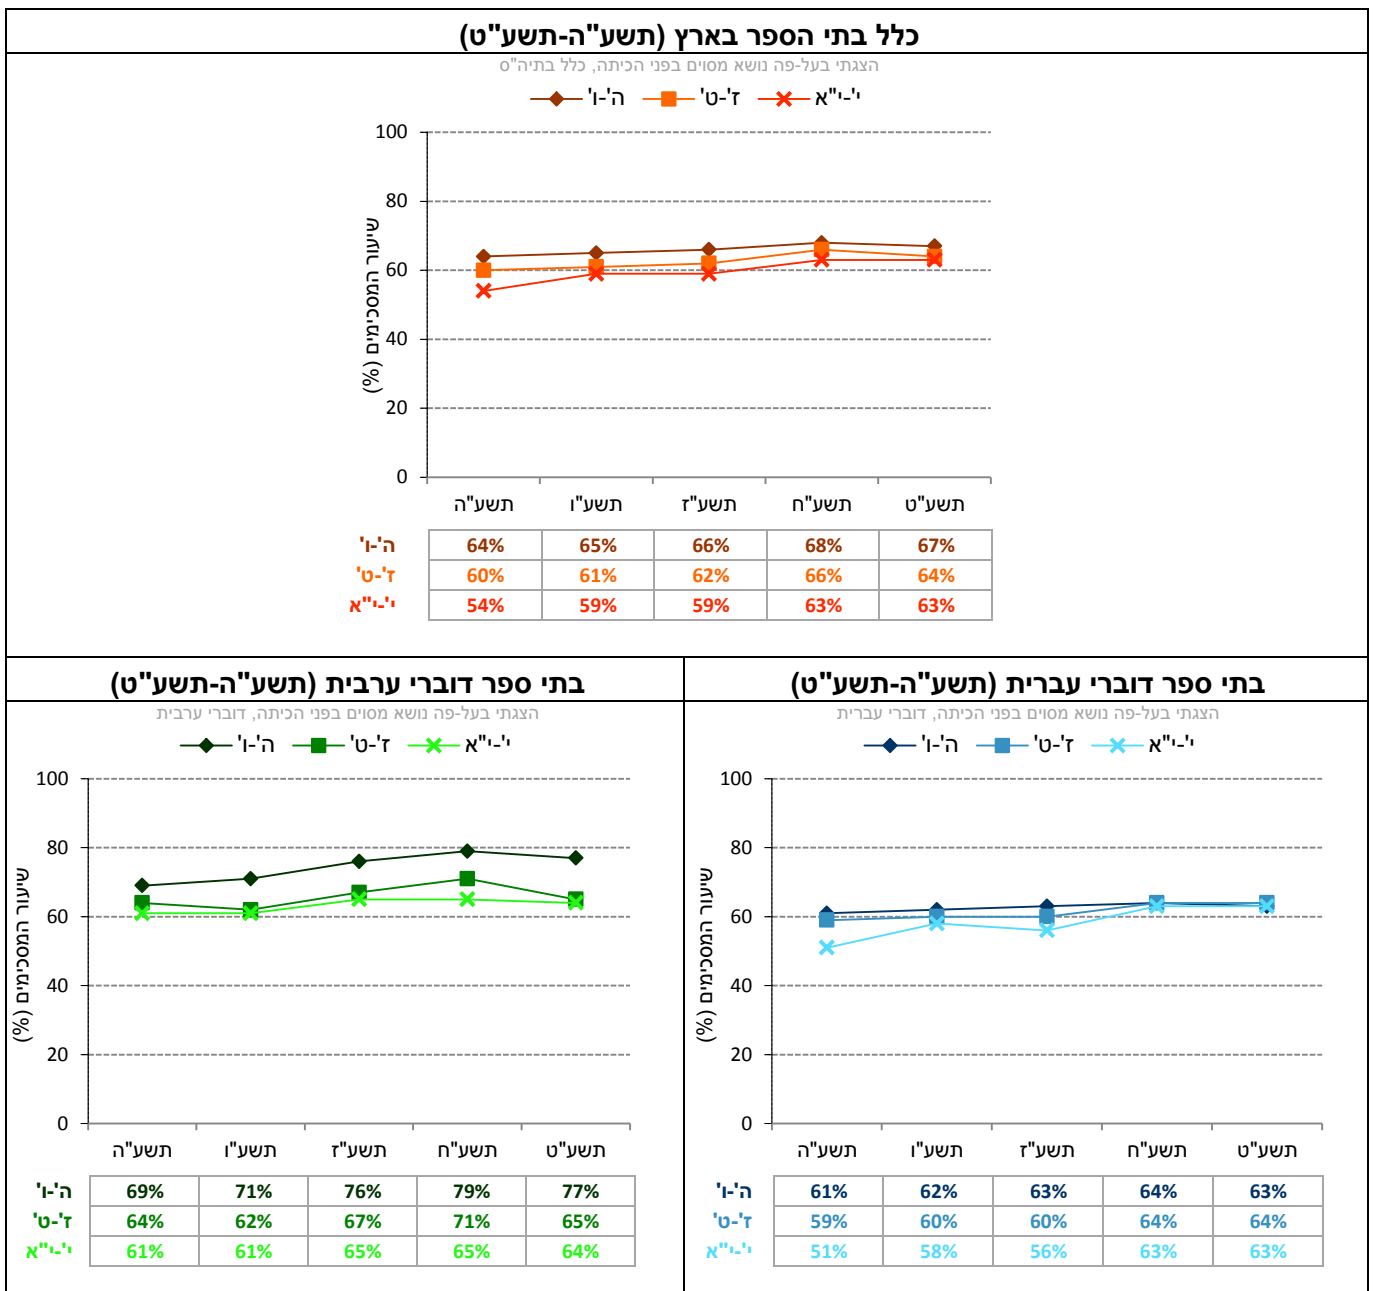 כלל בתי הספר בארץ (תשע"ה-תשע"ט)
הצגתי בעל-פה נושא מסוים בפני הכיתה, כלל בתיה"ס
ה'-ו' ז'-ט' י'-י"א
שיעור המסכימים (%)
100
80
60
40
20
0
תשע"ה תשע"ו תשע"ז תשע"ח תשע"ט
ה'-ו' 64% 65% 66% 68% 67%
ז'-ט' 60% 61% 62% 66% 64%
י'-י"א 54% 59% 59% 63% 63%
בתי ספר דוברי עברית (תשע"ה-תשע"ט)
הצגתי בעל-פה נושא מסוים בפני הכיתה, דוברי עברית
ה'-ו' ז'-ט' י'-י"א
שיעור המסכימים (%)
100
80
60
40
20
0
תשע"ה תשע"ו תשע"ז תשע"ח תשע"ט
ה'-ו' 61% 62% 63% 64% 63%
ז'-ט' 59% 60% 60% 64% 64%
י'-י"א 51% 58% 56% 63% 63%
בתי ספר דוברי ערבית (תשע"ה-תשע"ט)
הצגתי בעל-פה נושא מסוים בפני הכיתה, דוברי ערבית
ה'-ו' ז'-ט' י'-י"א
שיעור המסכימים (%)
100
80
60
40
20
0
תשע"ה תשע"ו תשע"ז תשע"ח תשע"ט
ה'-ו' 69% 71% 76% 79% 77%
ז'-ט' 64% 62% 67% 71% 65%
י'-י"א 61% 61% 65% 65% 64%